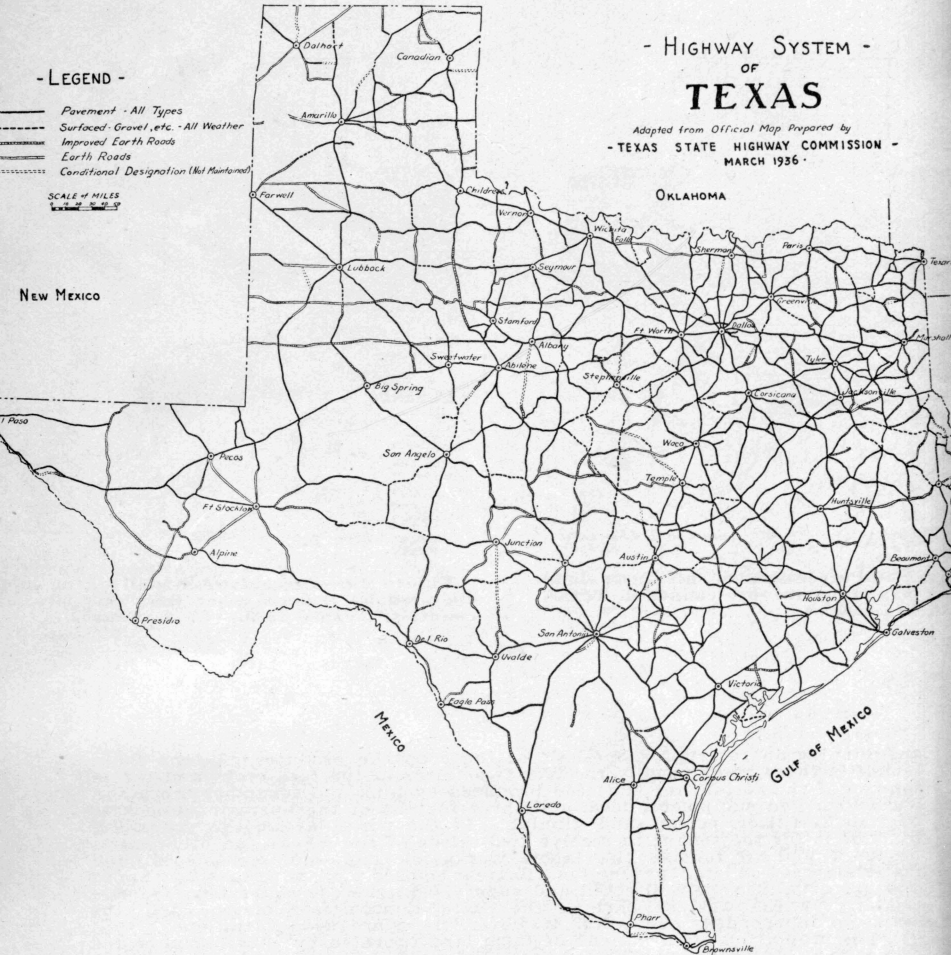 - HIGHWAY SYSTEM -
OF
TEXAS
Adapted from Official Map Prepared by
- TEXAS STATE HIGHWAY COMMISSION -
MARCH 1936 -
- LEGEND -
Pavement - All Types
Surfaced - Gravel, etc. - All Weather
Improved Earth Roads
Earth Roads
Conditional Designation (Not Maintained)
SCALE of MILES
OKLAHOMA
NEW MEXICO
MEXICO
GULF OF MEXICO
Dalhart
Canadian
Amarillo
Farwell
Childress
Vernon
Wichita
Falls
Sherman
Paris
Lubbock
Seymour
Greenville
Stamford
Ft Worth
Dallas
Albany
Marshall
Sweetwater
Abilene
Tyler
Stephenville
Big Spring
Corsicana
Jacksonville
Pecos
San Angelo
Waco
Temple
Ft Stockton
Huntsville
Alpine
Junction
Austin
Beaumont
Houston
Presidio
Del Rio
San Antonio
Galveston
Uvalde
Eagle Pass
Victoria
Alice
Corpus Christi
Laredo
Pharr
Brownsville